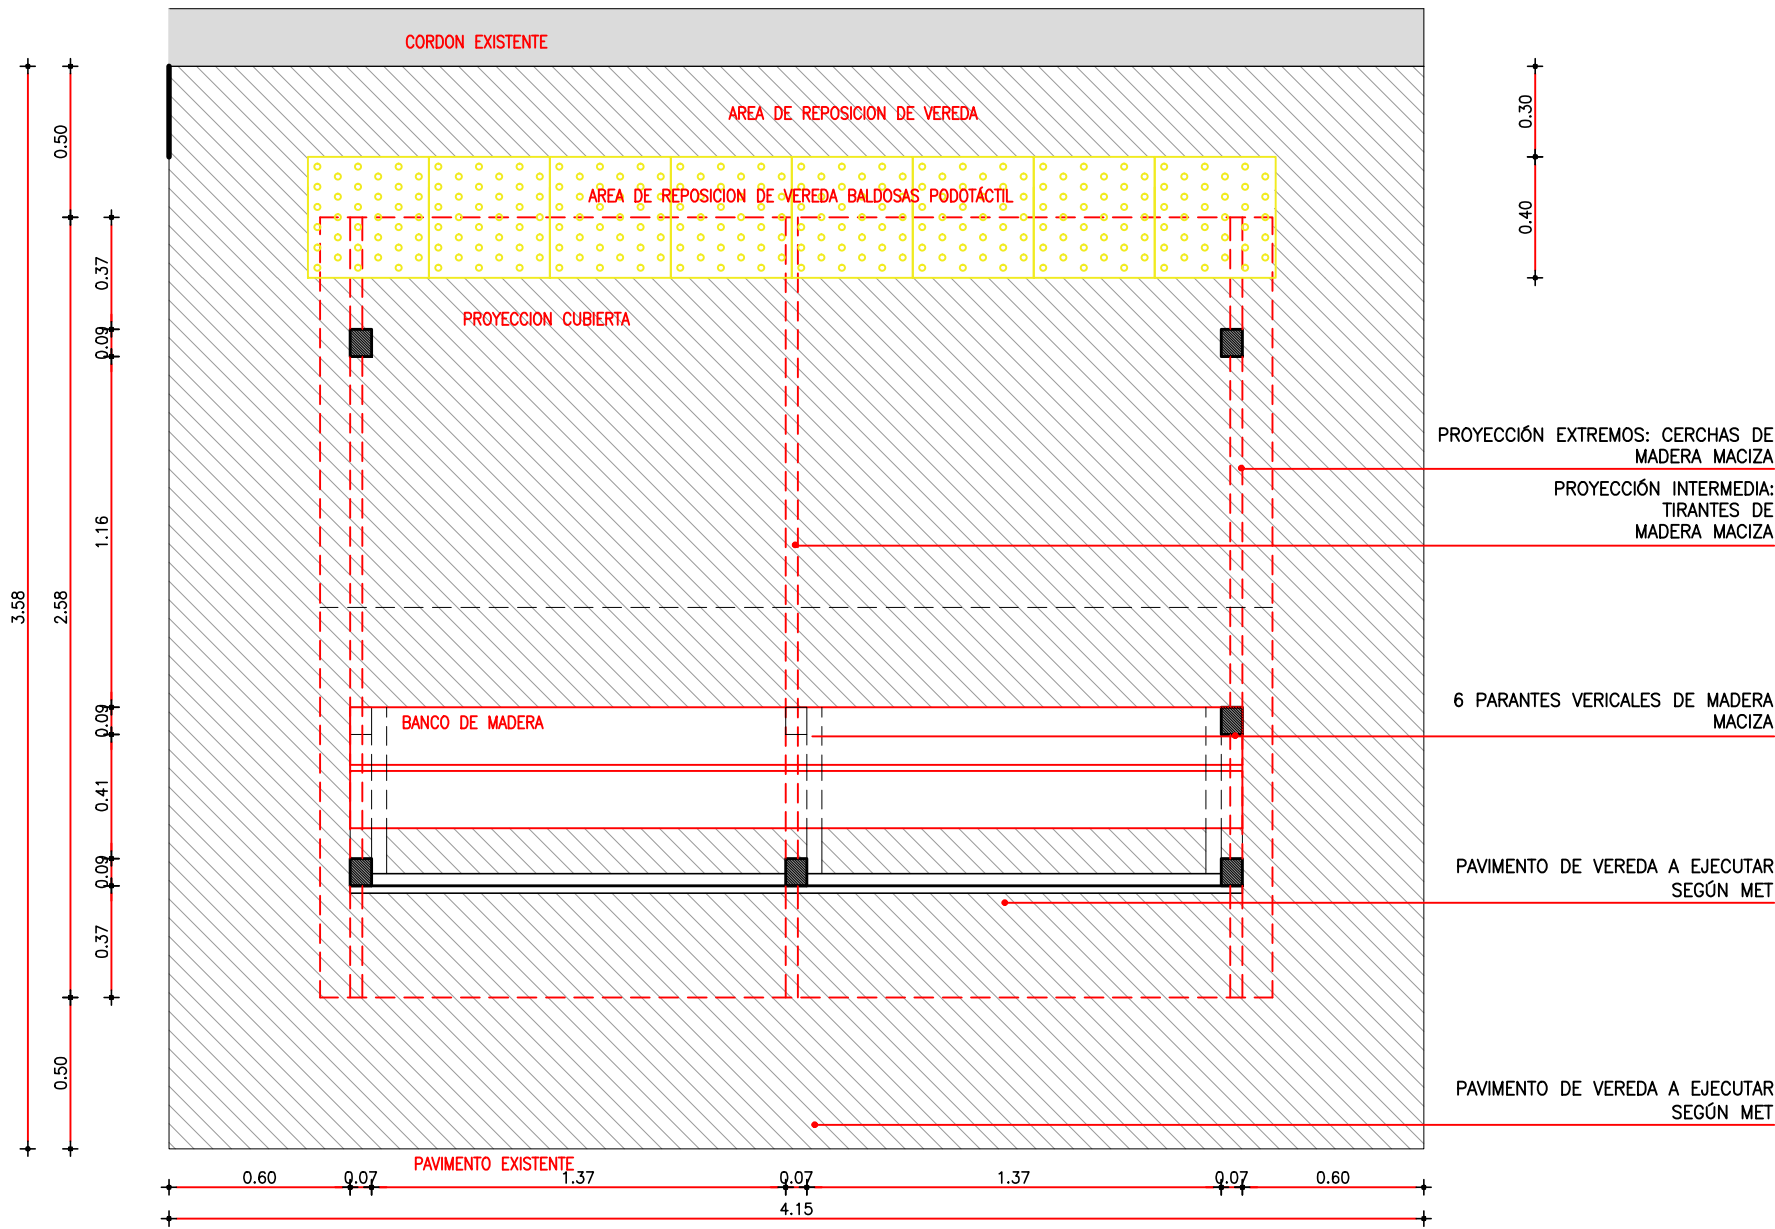 CORDON EXISTENTE
AREA DE REPOSICION DE VEREDA
AREA DE REPOSICION DE VEREDA BALDOSAS PODOTÁCTIL
PROYECCION CUBIERTA
BANCO DE MADERA
PAVIMENTO EXISTENTE
PROYECCIÓN EXTREMOS: CERCHAS DE
MADERA MACIZA
PROYECCIÓN INTERMEDIA:
TIRANTES DE
MADERA MACIZA
6 PARANTES VERICALES DE MADERA
MACIZA
PAVIMENTO DE VEREDA A EJECUTAR
SEGÚN MET
PAVIMENTO DE VEREDA A EJECUTAR
SEGÚN MET
3.58
0.50
2.58
0.50
0.37
0.09
1.16
0.09
0.41
0.09
0.37
0.30
0.40
0.60
0.07
1.37
0.07
1.37
0.07
0.60
4.15